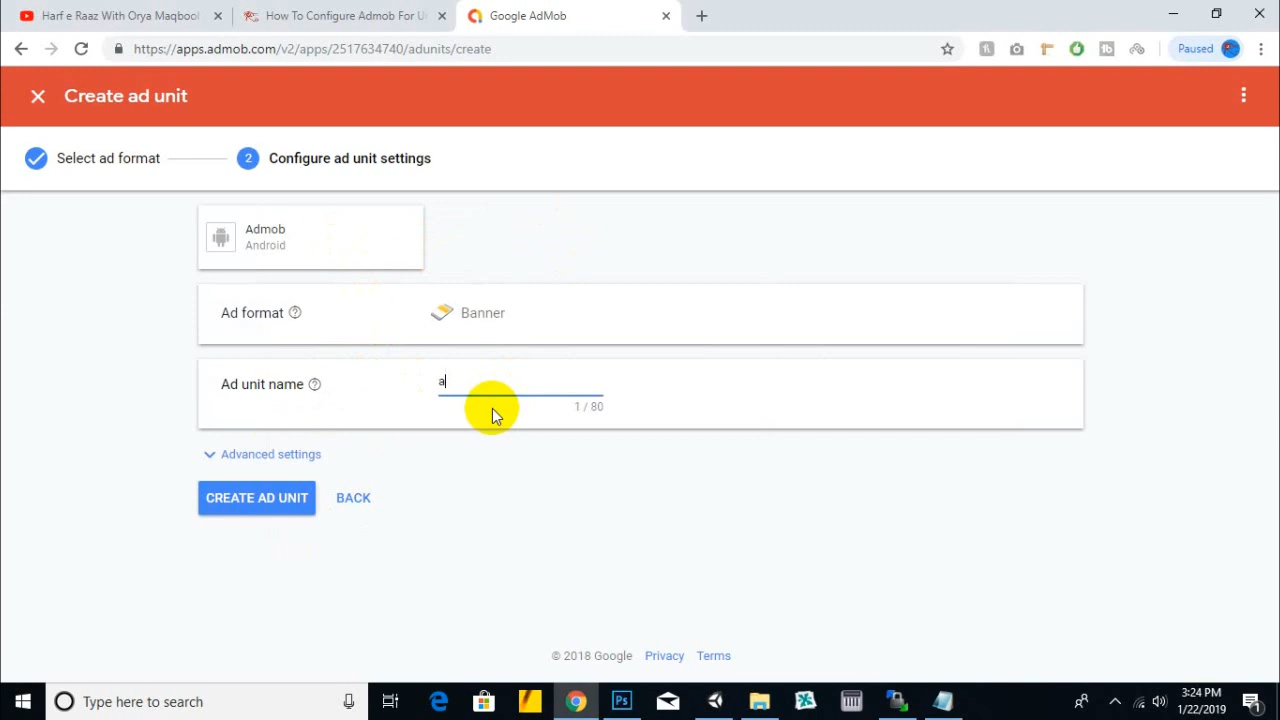 Harf e Raaz With Orya Maqboo
How To Configure Admob For U
Google AdMob
https://apps.admob.com/v2/apps/2517634740/adunits/create
Paused
Create ad unit
Select ad format
2
Configure ad unit settings
Admob
Android
Ad format
Banner
Ad unit name
a
1 / 80
Advanced settings
CREATE AD UNIT
BACK
© 2018 Google
Privacy
Terms
Type here to search
Ps
3:24 PM
1/22/2019